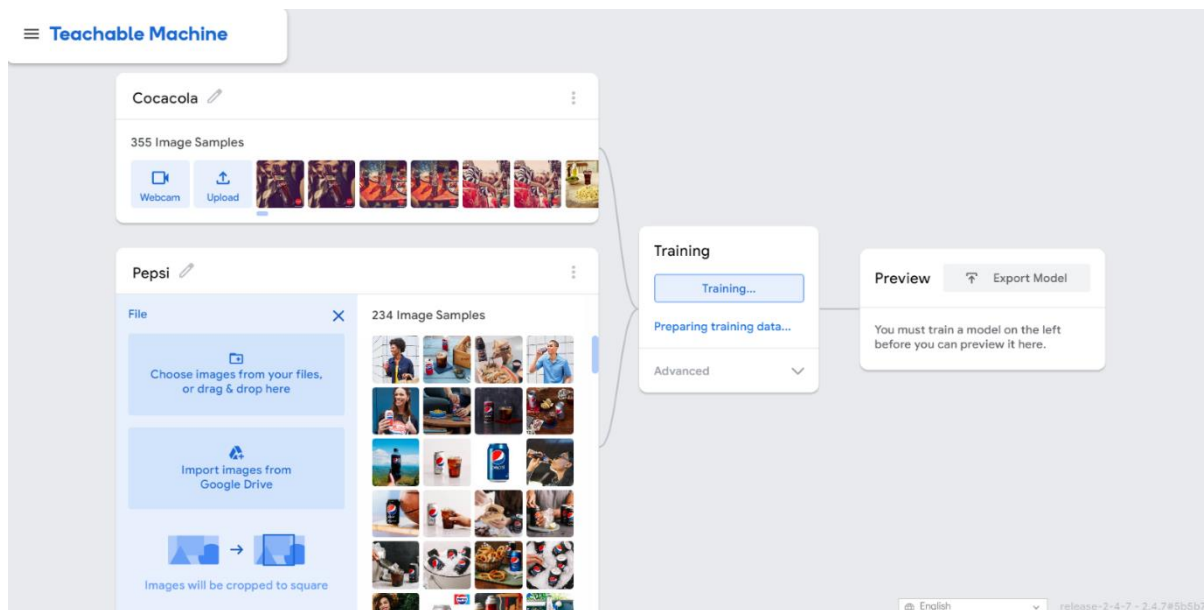 Teachable Machine
Cocacola
355 Image Samples
Webcam
Upload
Pepsi
File
Choose images from your files,
or drag & drop here
Import images from
Google Drive
Images will be cropped to square
234 Image Samples
Training
Training...
Preparing training data...
Advanced
Preview
Export Model
You must train a model on the left
before you can preview it here.
English